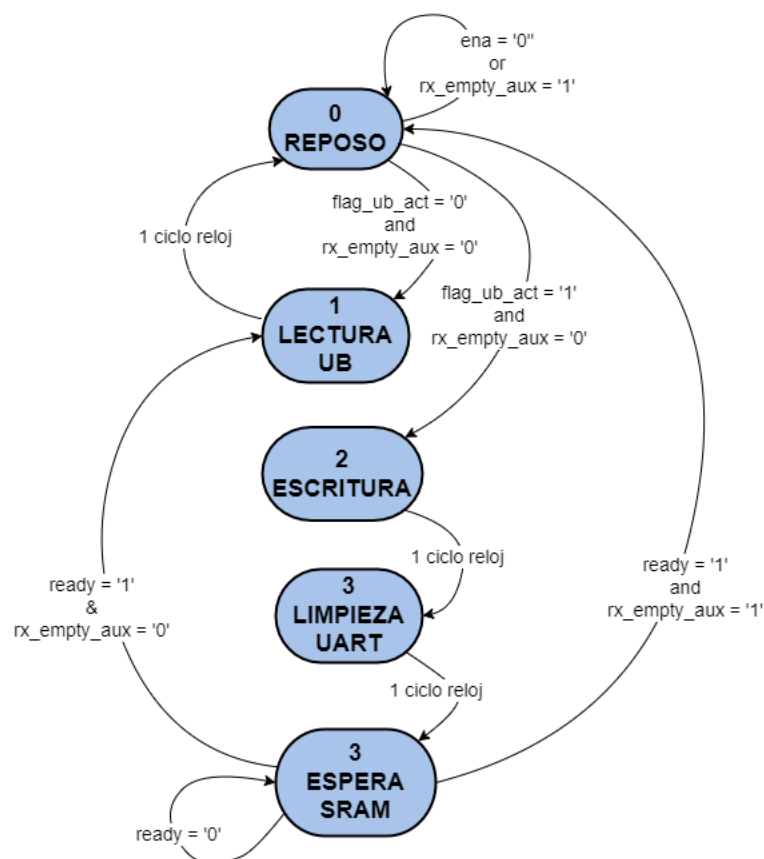 ena = '0"
or
rx_empty_aux = '1'
0
REPOSO
flag_ub_act = '0'
and
rx_empty_aux = '0'
1 ciclo reloj
flag_ub_act = '1'
and
rx_empty_aux = '0'
1
LECTURA
UB
2
ESCRITURA
1 ciclo reloj
3
LIMPIEZA
UART
ready = '1'
&
rx_empty_aux = '0'
ready = '1'
and
rx_empty_aux = '1'
1 ciclo reloj
3
ESPERA
SRAM
ready = '0'